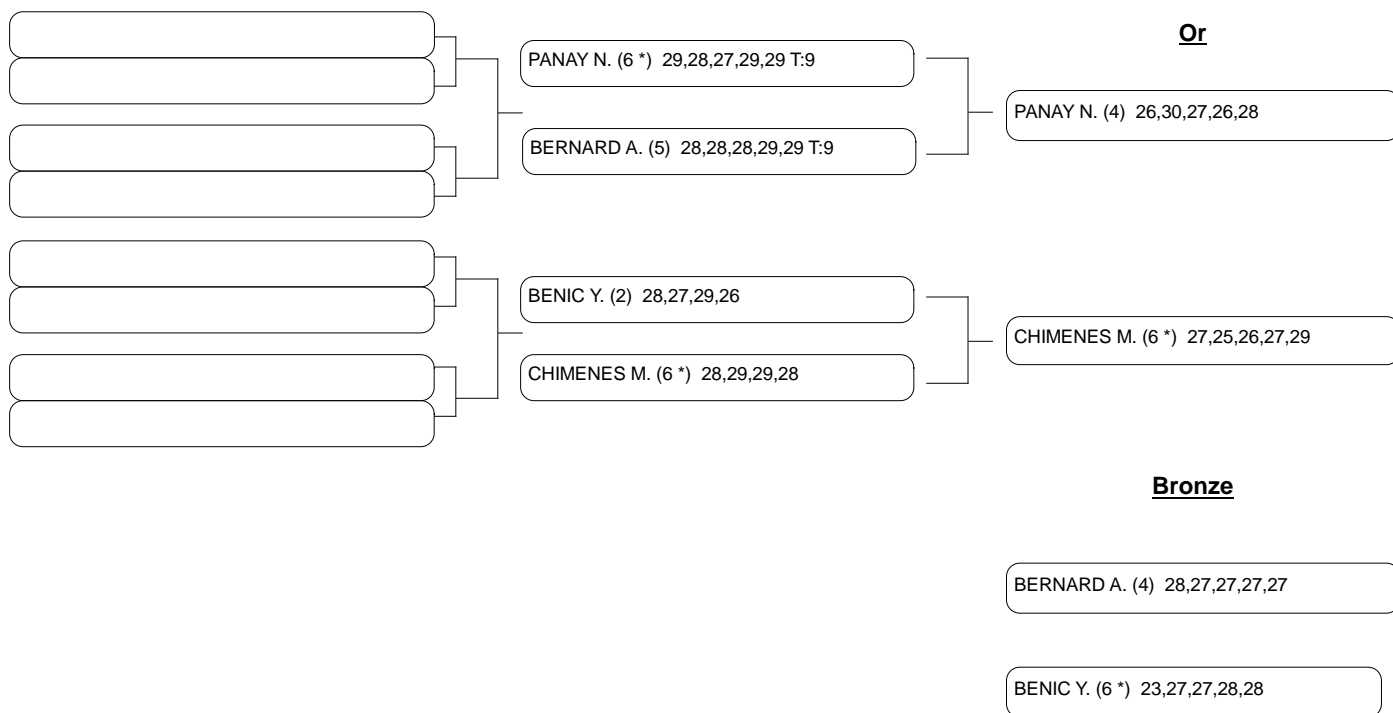 Or
PANAY N. (6 *) 29,28,27,29,29 T:9
PANAY N. (4) 26,30,27,26,28
BERNARD A. (5) 28,28,28,29,29 T:9
BENIC Y. (2) 28,27,29,26
CHIMENES M. (6 *) 27,25,26,27,29
CHIMENES M. (6 *) 28,29,29,28
Bronze
BERNARD A. (4) 28,27,27,27,27
BENIC Y. (6 *) 23,27,27,28,28